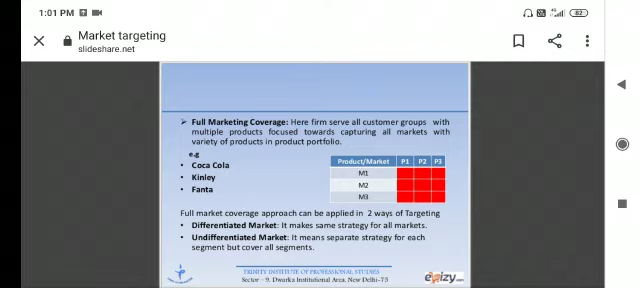 1:01 PM
82
Market targeting
slideshare.net
➢ Full Marketing Coverage: Here firm serve all customer groups with
multiple products focused towards capturing all markets with
variety of products in product portfolio.
e.g
• Coca Cola
• Kinley
• Fanta
Product/Market P1 P2 P3
M1
M2
M3
Full market coverage approach can be applied in 2 ways of Targeting
• Differentiated Market: It makes same strategy for all markets.
• Undifferentiated Market: It means separate strategy for each
segment but cover all segments.
TRINITY INSTITUTE OF PROFESSIONAL STUDIES
Sector – 9, Dwarka Institutional Area, New Delhi-75